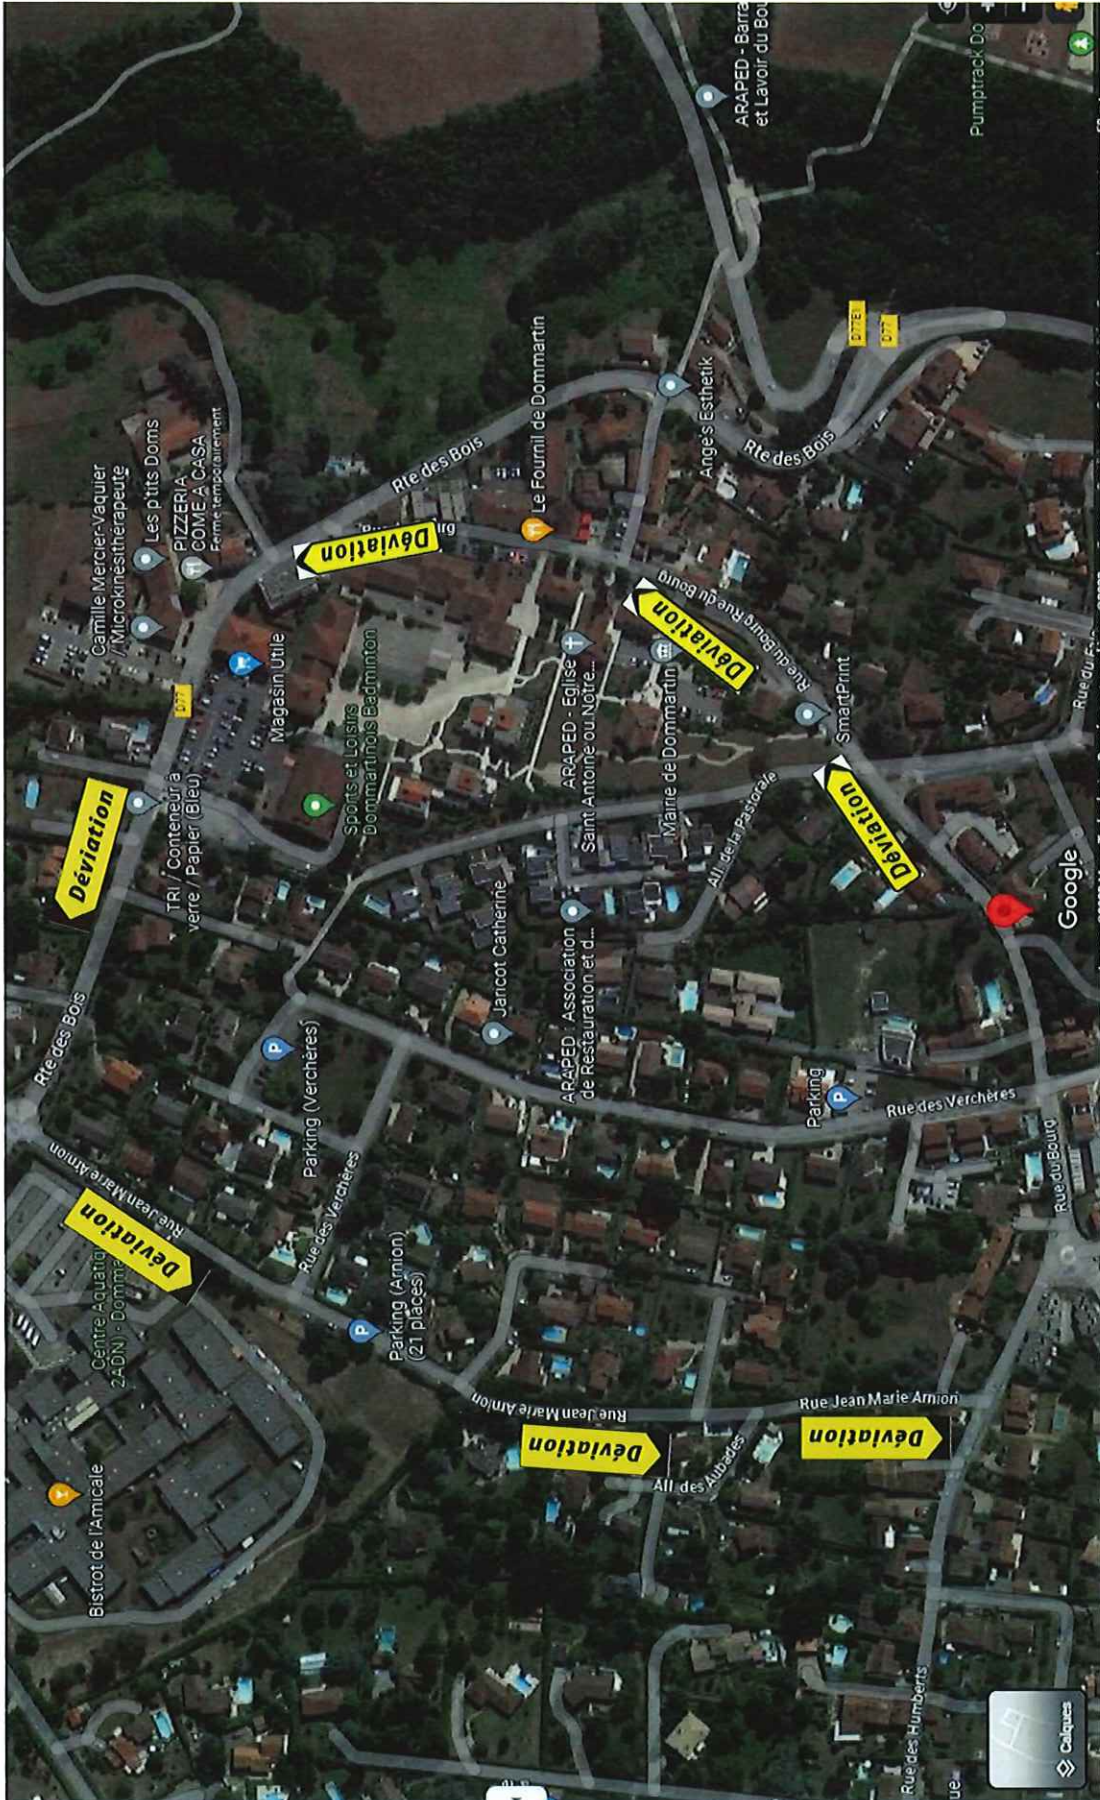 Bistrot de l'Amicale
Centre Aquatiq
2ADN) - Domme
Déviation
Rue Jean Marie Arnion
Rte des Bois
Déviation
TRI / Conteneur à
verre / Papier (Bleu)
D77
Magasin Utile
Camille Mercier-Vaquier
/ Microkinésithérapeute
Les p'tits Doms
PIZZERIA
COME A CASA
Fermé temporairement
Parking (Verchères)
Rue des Verchères
Parking (Arnion)
(21 places)
Sports et Loisirs
Dommartinois Badminton
Déviation
Rte des Bois
Le Fournil de Dommartin
Jaricot Catherine
Rue Jean Marie Arnion
Déviation
All. des Aubades
ARAPED : Association
de Restauration et d...
ARAPED - Eglise
Saint Antoine ou Notre...
Mairie de Dommartin
Déviation
Rue du Bourg
Rue du Bourg
Rue du Bourg
Ange's Esthetik
ARAPED - Barra
et Lavoir du Bou
All. de la Pastorale
SmartPrint
Rte des Bois
D77E1
D77
Parking
Rue des Verchères
Déviation
Rue Jean Marie Arnion
Déviation
Rue des Humberts
Rue du Bourg
Google
Pumptrack Do
Calques